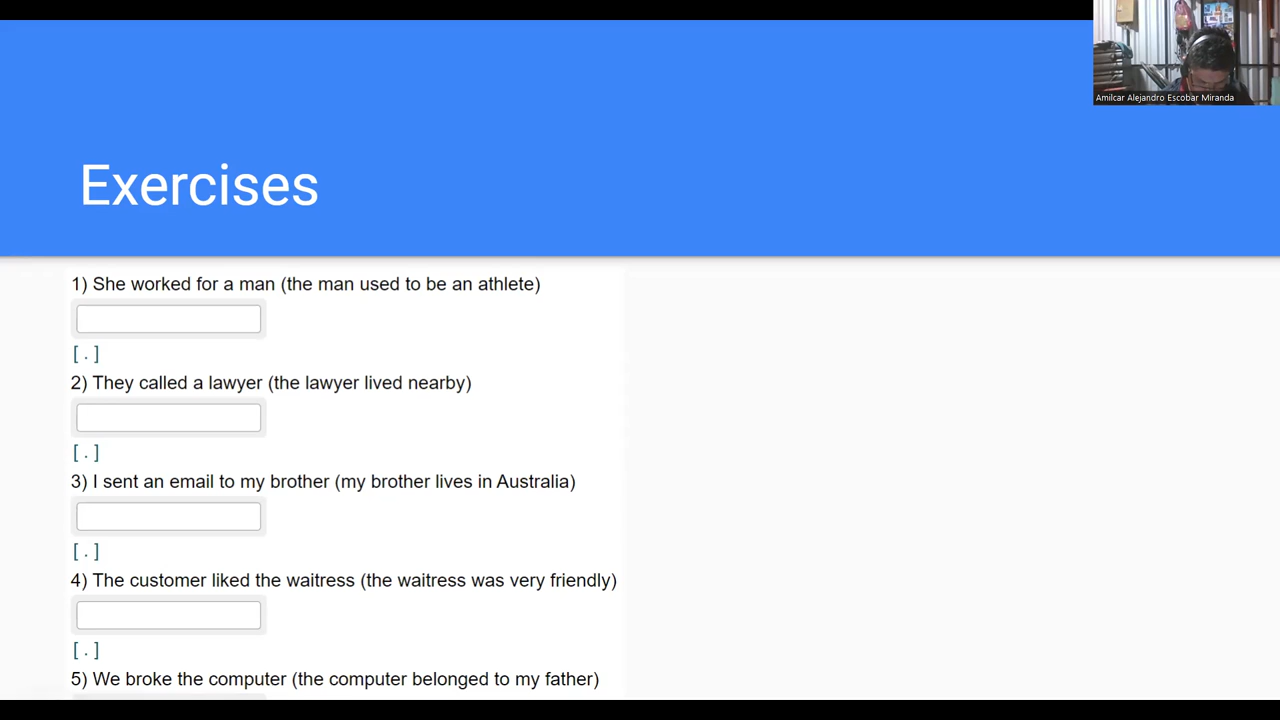 Amilcar Alejandro Escobar Miranda
Exercises
1) She worked for a man (the man used to be an athlete)
[ . ]
2) They called a lawyer (the lawyer lived nearby)
[ . ]
3) I sent an email to my brother (my brother lives in Australia)
[ . ]
4) The customer liked the waitress (the waitress was very friendly)
[ . ]
5) We broke the computer (the computer belonged to my father)